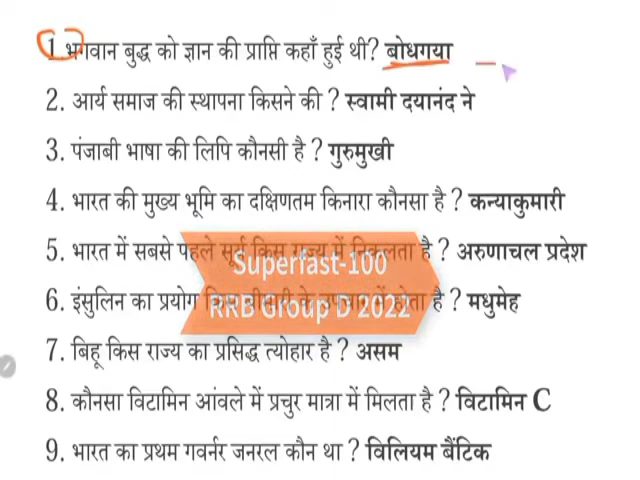 1 भगवान बुद्ध को ज्ञान की प्राप्ति कहाँ हुई थी? बोधगया
2. आर्य समाज की स्थापना किसने की ? स्वामी दयानंद ने
3. पंजाबी भाषा की लिपि कौनसी है ? गुरुमुखी
4. भारत की मुख्य भूमि का दक्षिणतम किनारा कौनसा है ? कन्याकुमारी
5. भारत में सबसे पहले सूर्य किस राज्य में निकलता है ? अरुणाचल प्रदेश
Superfast-100
RRB Group D 2022
6. इंसुलिन का प्रयोग किस बीमारी के उपचार में होता है ? मधुमेह
7. बिहू किस राज्य का प्रसिद्ध त्योहार है ? असम
8. कौनसा विटामिन आंवले में प्रचुर मात्रा में मिलता है ? विटामिन C
9. भारत का प्रथम गवर्नर जनरल कौन था ? विलियम बैंटिक